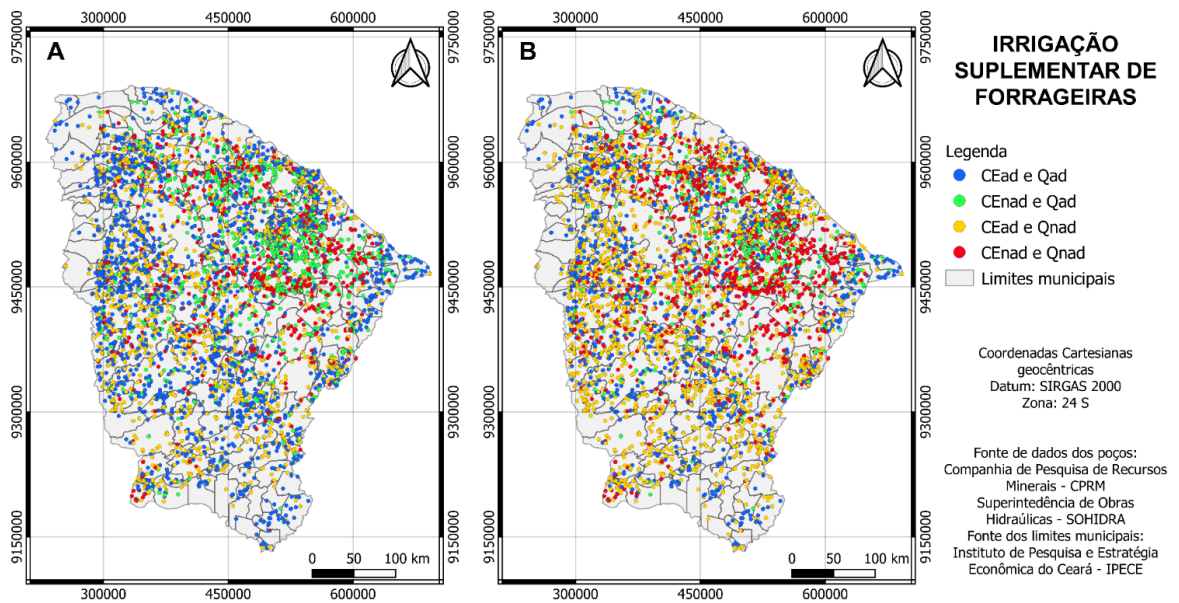 300000 450000 600000
300000 450000 600000
A
B
9750000
9600000
9450000
9300000
9150000
9750000
9600000
9450000
9300000
9150000
9750000
9600000
9450000
9300000
9150000
9750000
9600000
9450000
9300000
9150000
0 50 100 km
0 50 100 km
300000 450000 600000
300000 450000 600000
IRRIGAÇÃO
SUPLEMENTAR DE
FORRAGEIRAS
Legenda
CEad e Qad
CEnad e Qad
CEad e Qnad
CEnad e Qnad
Limites municipais
Coordenadas Cartesianas
geocêntricas
Datum: SIRGAS 2000
Zona: 24 S
Fonte de dados dos poços:
Companhia de Pesquisa de Recursos
Minerais - CPRM
Superintedência de Obras
Hidraúlicas - SOHIDRA
Fonte dos limites municipais:
Instituto de Pesquisa e Estratégia
Econômica do Ceará - IPECE